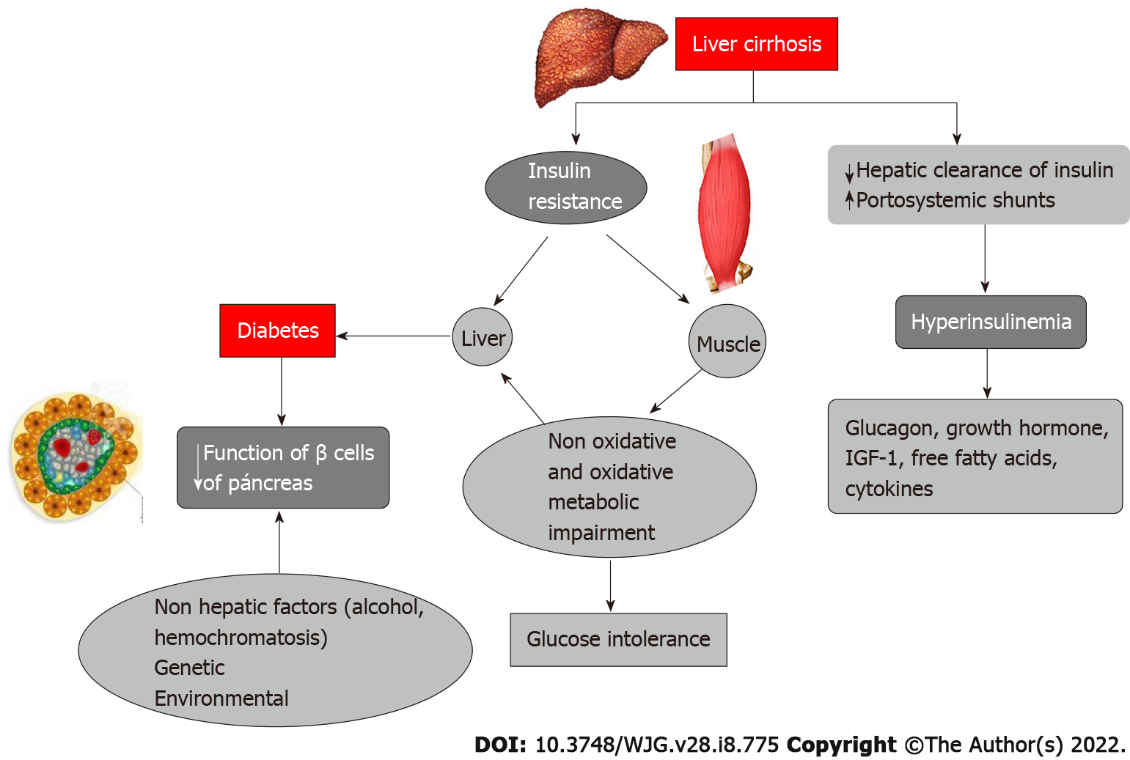 Liver cirrhosis
Insulin
resistance
↓Hepatic clearance of insulin
↑Portosystemic shunts
Diabetes
Liver
Muscle
Hyperinsulinemia
↓Function of β cells
of páncreas
Non oxidative
and oxidative
metabolic
impairment
Glucagon, growth hormone,
IGF-1, free fatty acids,
cytokines
Non hepatic factors (alcohol,
hemochromatosis)
Genetic
Environmental
Glucose intolerance
DOI: 10.3748/WJG.v28.i8.775 Copyright ©The Author(s) 2022.